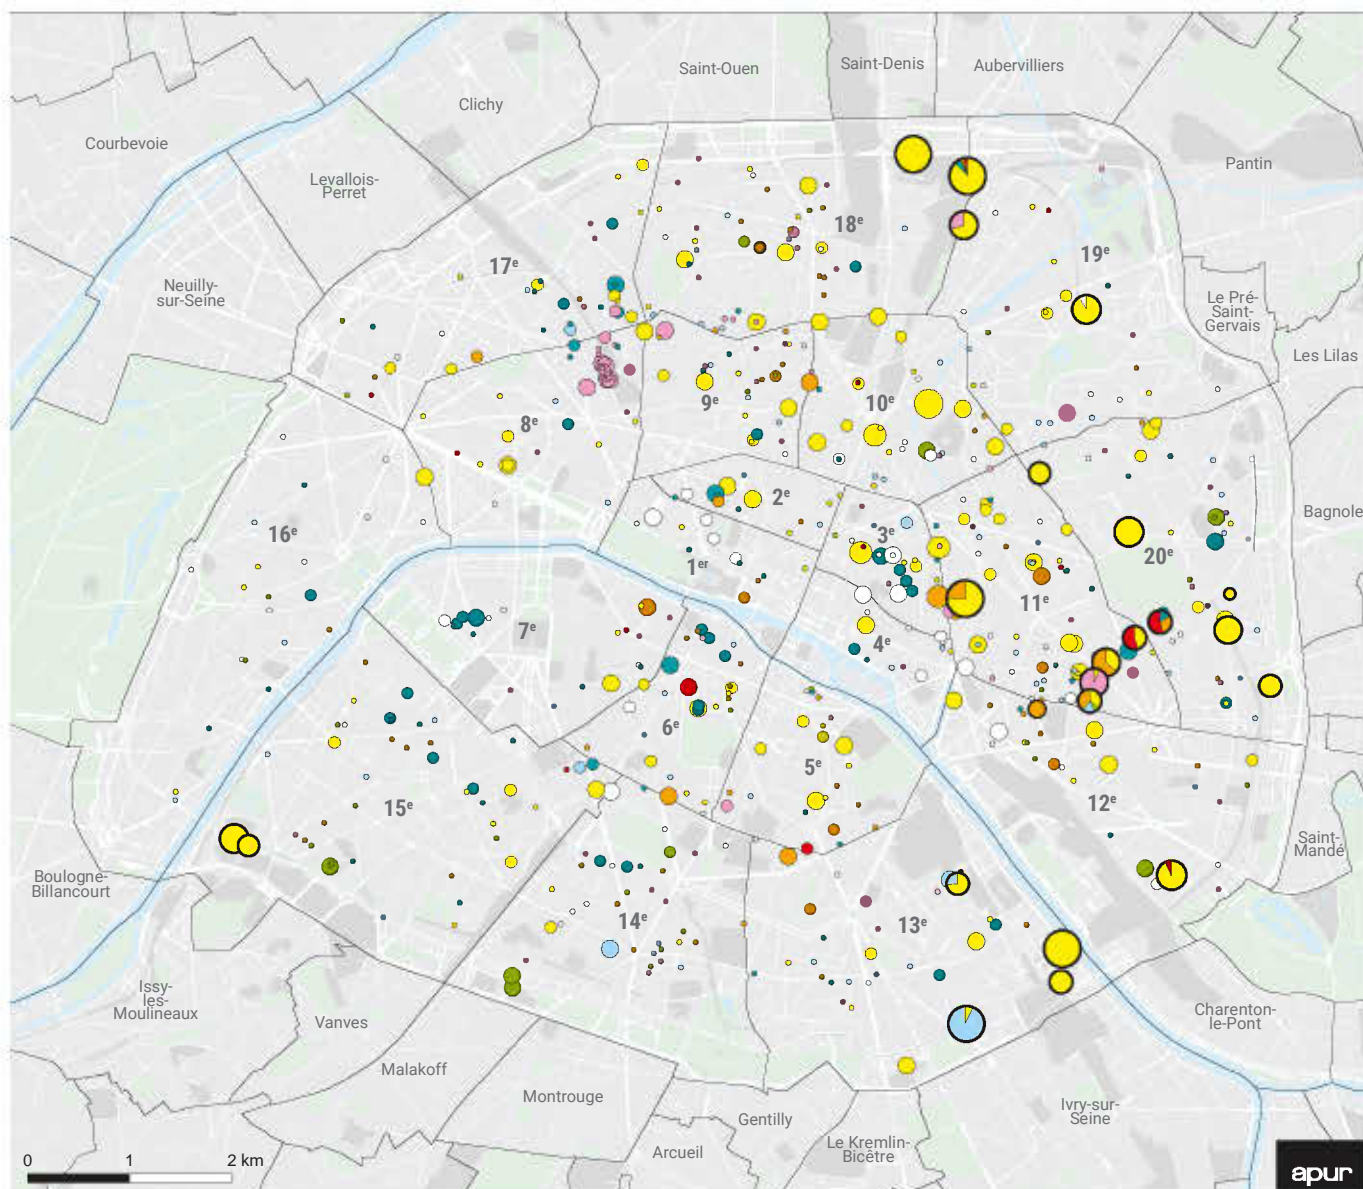 Saint-Ouen
Saint-Denis
Aubervilliers
Clichy
Courbevoie
Pantin
Levallois-
Perret
18e
19e
17e
Neuilly-
sur-Seine
Le Pré-
Saint-
Gervais
Les Lilas
9e
10e
8e
2e
Bagnole
16e
3e
20e
1er
11e
7e
4e
6e
5e
15e
12e
Saint-
Mandé
Boulogne-
Billancourt
14e
13e
Issy-
les-
Moulineaux
Vanves
Charenton-
le-Pont
Malakoff
Montrouge
Gentilly
Ivry-sur-
Seine
Arcueil
Le Kremlin-
Bicêtre
0 1 2 km
apur